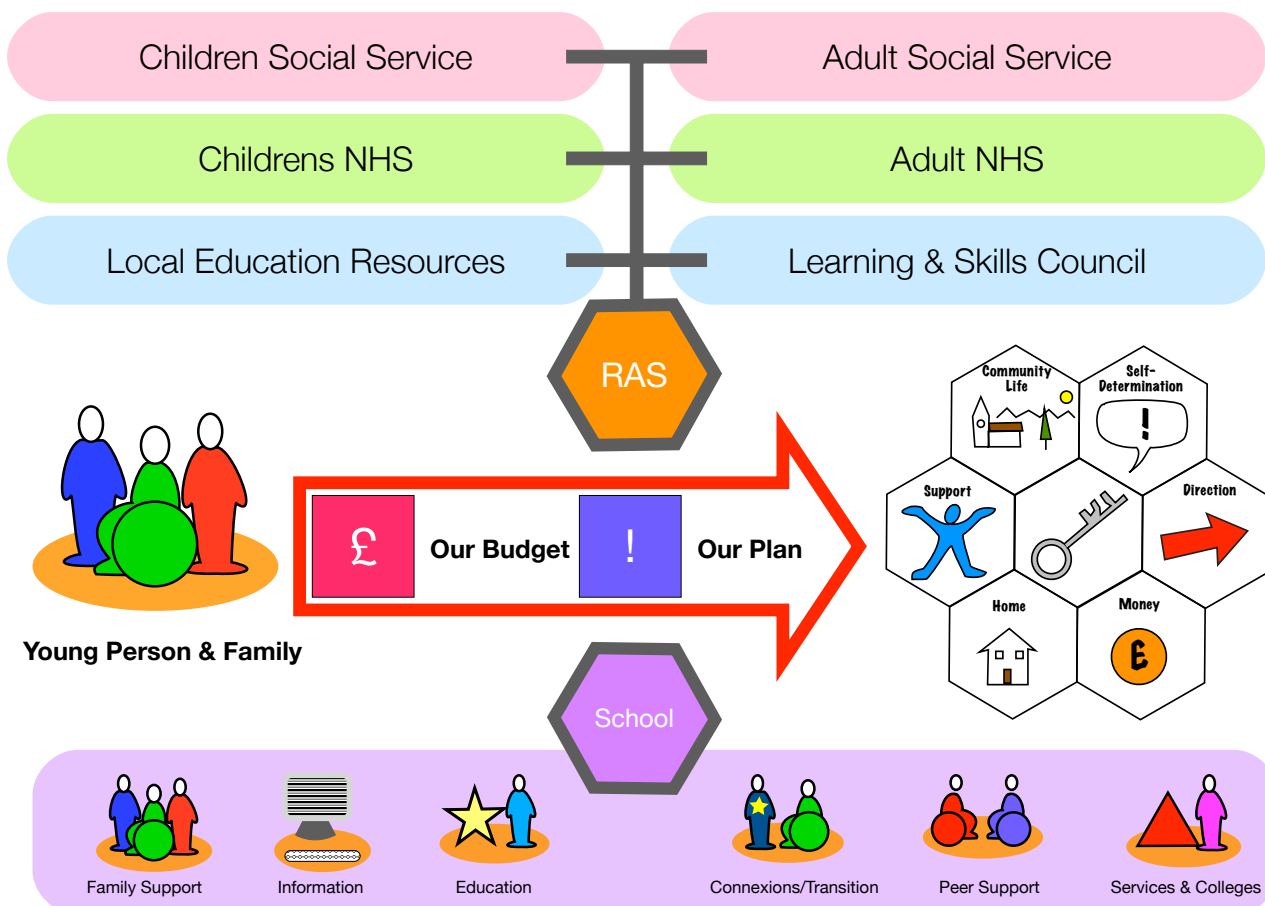 Children Social Service
Adult Social Service
Childrens NHS
Adult NHS
Local Education Resources
Learning & Skills Council
RAS
Community
Life
Self-
Determination
!
Support
Direction
£
Our Budget
!
Our Plan
Home
Money
£
Young Person & Family
School
Family Support
Information
Education
Connexions/Transition
Peer Support
Services & Colleges